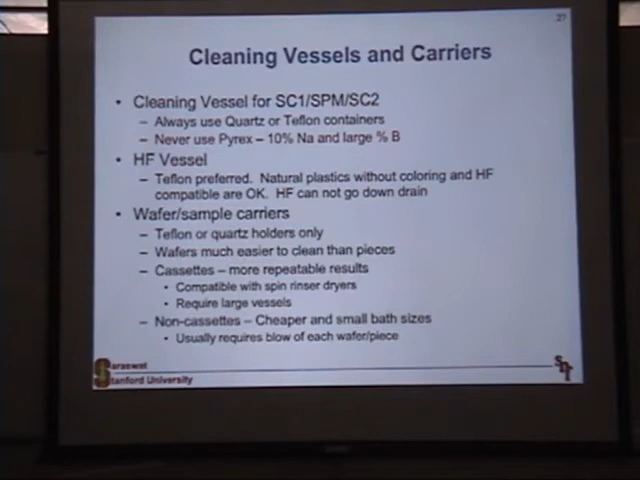 27
Cleaning Vessels and Carriers
• Cleaning Vessel for SC1/SPM/SC2
– Always use Quartz or Teflon containers
– Never use Pyrex – 10% Na and large % B
• HF Vessel
– Teflon preferred. Natural plastics without coloring and HF
compatible are OK. HF can not go down drain
• Wafer/sample carriers
– Teflon or quartz holders only
– Wafers much easier to clean than pieces
– Cassettes – more repeatable results
• Compatible with spin rinser dryers
• Require large vessels
– Non-cassettes – Cheaper and small bath sizes
• Usually requires blow of each wafer/piece
Saraswat
Stanford University